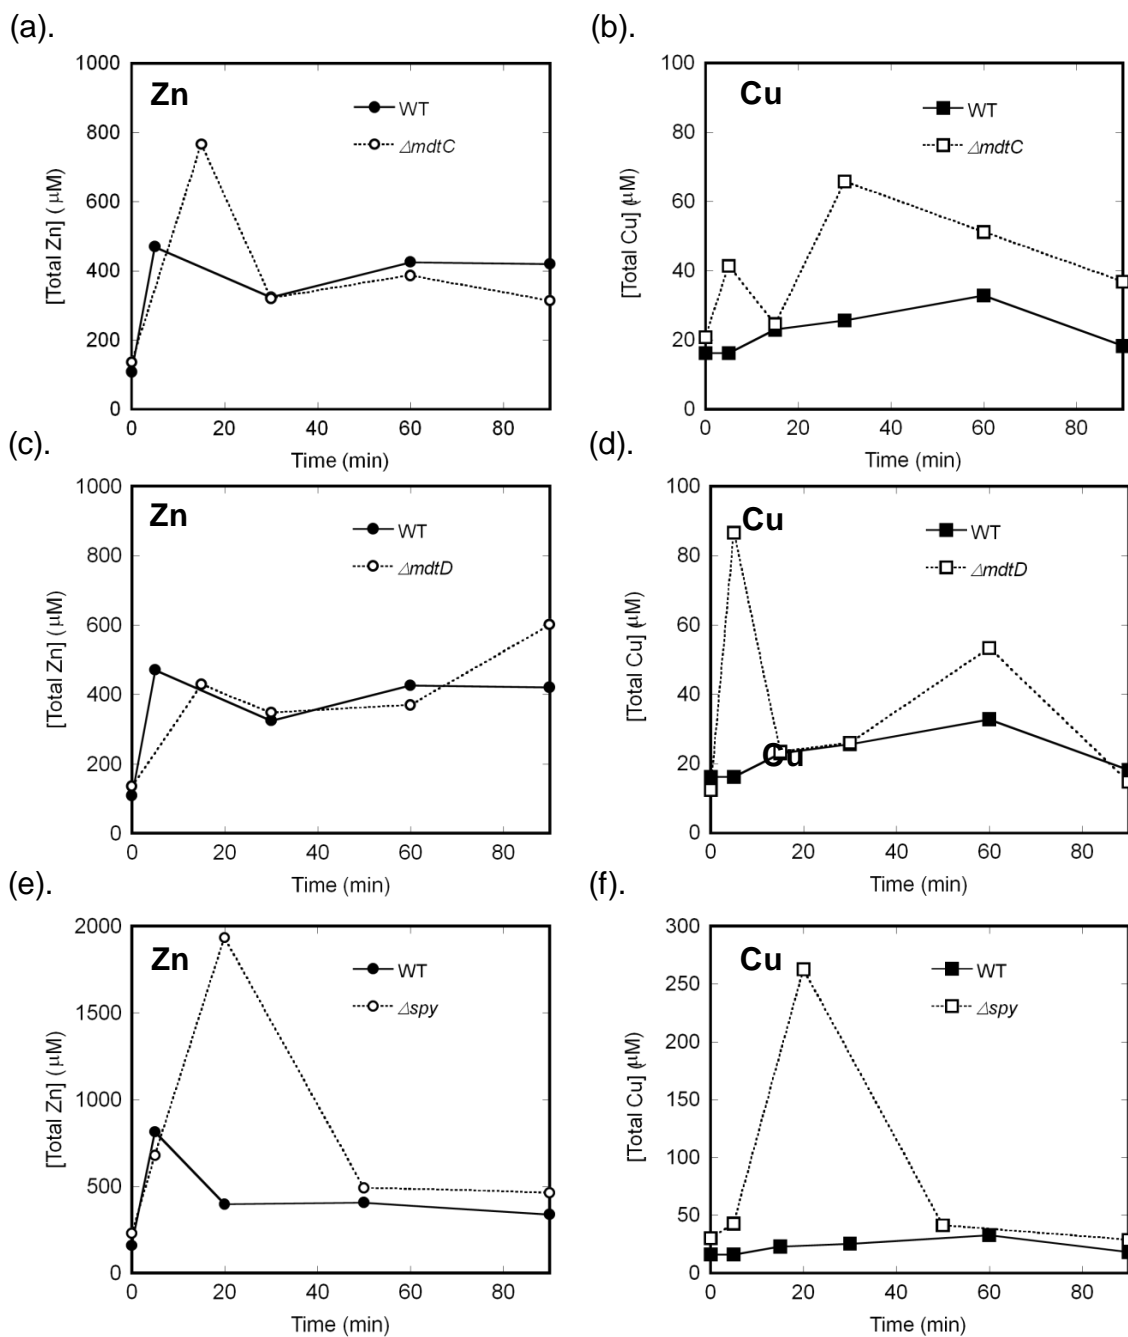 (a).
(b).
1000
800
600
400
200
0
[Total Zn] ( μM)
Zn
WT
ΔmdtC
0
20
40
60
80
Time (min)
100
80
60
40
20
0
[Total Cu] (μM)
Cu
WT
ΔmdtC
0
20
40
60
80
Time (min)
(c).
(d).
1000
800
600
400
200
0
[Total Zn] ( μM)
Zn
WT
ΔmdtD
0
20
40
60
80
Time (min)
100
80
60
40
20
0
[Total Cu] (μM)
Cu
WT
ΔmdtD
Cu
0
20
40
60
80
Time (min)
(e).
(f).
2000
1500
1000
500
0
[Total Zn] ( μM)
Zn
WT
Δspy
0
20
40
60
80
Time (min)
300
250
200
150
100
50
0
[Total Cu] (μM)
Cu
WT
Δspy
0
20
40
60
80
Time (min)